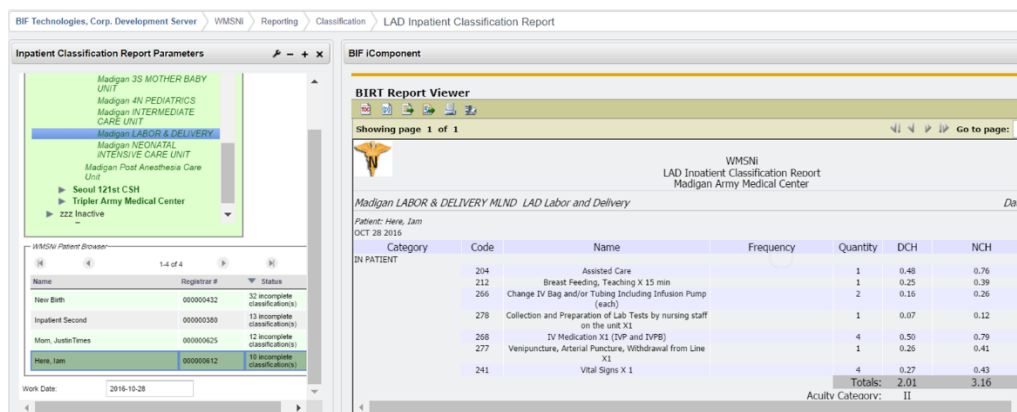 BIF Technologies, Corp. Development Server WMSNi Reporting Classification LAD Inpatient Classification Report
Inpatient Classification Report Parameters
Madigan 3S MOTHER BABY
UNIT
Madigan 4N PEDIATRICS
Madigan INTERMEDIATE
CARE UNIT
Madigan LABOR & DELIVERY
Madigan NEONATAL
INTENSIVE CARE UNIT
Madigan Post Anesthesia Care
Unit
Seoul 121st CSH
Tripler Army Medical Center
zzz Inactive
WMSNi Patient Browser
1-4 of 4
Name Registrar # Status
New Birth 000000432 32 incomplete
classification(s)
Inpatient Second 000000380 13 incomplete
classification(s)
Mom, JustinTimes 000000625 12 incomplete
classification(s)
Here, Iam 000000612 10 incomplete
classification(s)
Work Date: 2016-10-28
BIF iComponent
BIRT Report Viewer
Showing page 1 of 1 Go to page:
N
WMSNi
LAD Inpatient Classification Report
Madigan Army Medical Center
Madigan LABOR & DELIVERY MLND LAD Labor and Delivery Da
Patient: Here, Iam
OCT 28 2016
Category Code Name Frequency Quantity DCH NCH
IN PATIENT
204 Assisted Care 1 0.48 0.76
212 Breast Feeding, Teaching X 15 min 1 0.25 0.39
266 Change IV Bag and/or Tubing Including Infusion Pump 2 0.16 0.26
(each)
278 Collection and Preparation of Lab Tests by nursing staff 1 0.07 0.12
on the unit X1
268 IV Medication X1 (IVP and IVPB) 4 0.50 0.79
277 Venipuncture, Arterial Puncture, Withdrawal from Line 1 0.26 0.41
X1
241 Vital Signs X 1 4 0.27 0.43
Totals: 2.01 3.16
Acuity Category: II